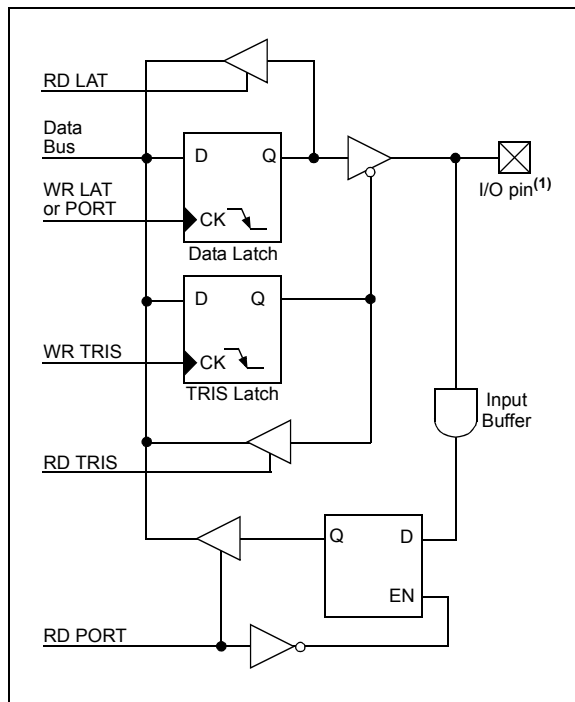 RD LAT
Data
Bus
D
Q
I/O pin(1)
WR LAT
or PORT
CK
Data Latch
D
Q
WR TRIS
CK
TRIS Latch
Input
Buffer
RD TRIS
Q
D
EN
RD PORT